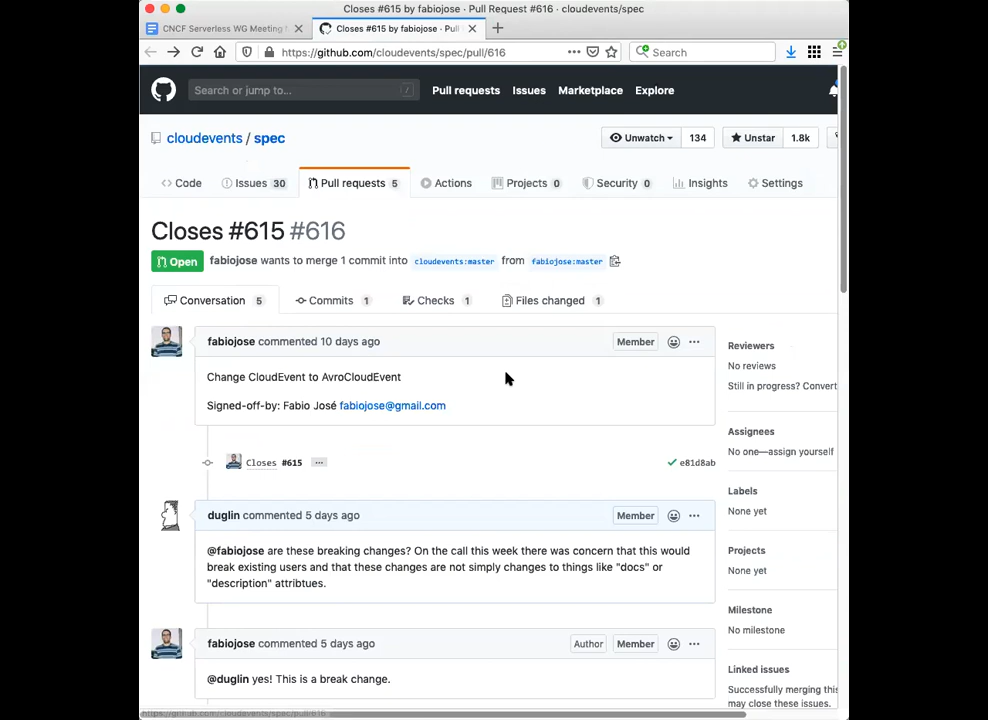 Closes #615 by fabiojose · Pull Request #616 · cloudevents/spec
CNCF Serverless WG Meeting
Closes #615 by fabiojose · Pull
https://github.com/cloudevents/spec/pull/616
Search
Search or jump to...
/
Pull requests
Issues
Marketplace
Explore
cloudevents / spec
Unwatch
134
Unstar
1.8k
Code
Issues 30
Pull requests 5
Actions
Projects 0
Security 0
Insights
Settings
Closes #615 #616
Open
fabiojose wants to merge 1 commit into cloudevents:master from fabiojose:master
Conversation 5
Commits 1
Checks 1
Files changed 1
fabiojose commented 10 days ago
Member
Change CloudEvent to AvroCloudEvent
Signed-off-by: Fabio José fabiojose@gmail.com
Closes #615
e81d8ab
duglin commented 5 days ago
Member
@fabiojose are these breaking changes? On the call this week there was concern that this would
break existing users and that these changes are not simply changes to things like "docs" or
"description" attribtues.
fabiojose commented 5 days ago
Author
Member
@duglin yes! This is a break change.
Reviewers
No reviews
Still in progress? Convert
Assignees
No one—assign yourself
Labels
None yet
Projects
None yet
Milestone
No milestone
Linked issues
Successfully merging this
may close these issues.
https://github.com/cloudevents/spec/pull/616